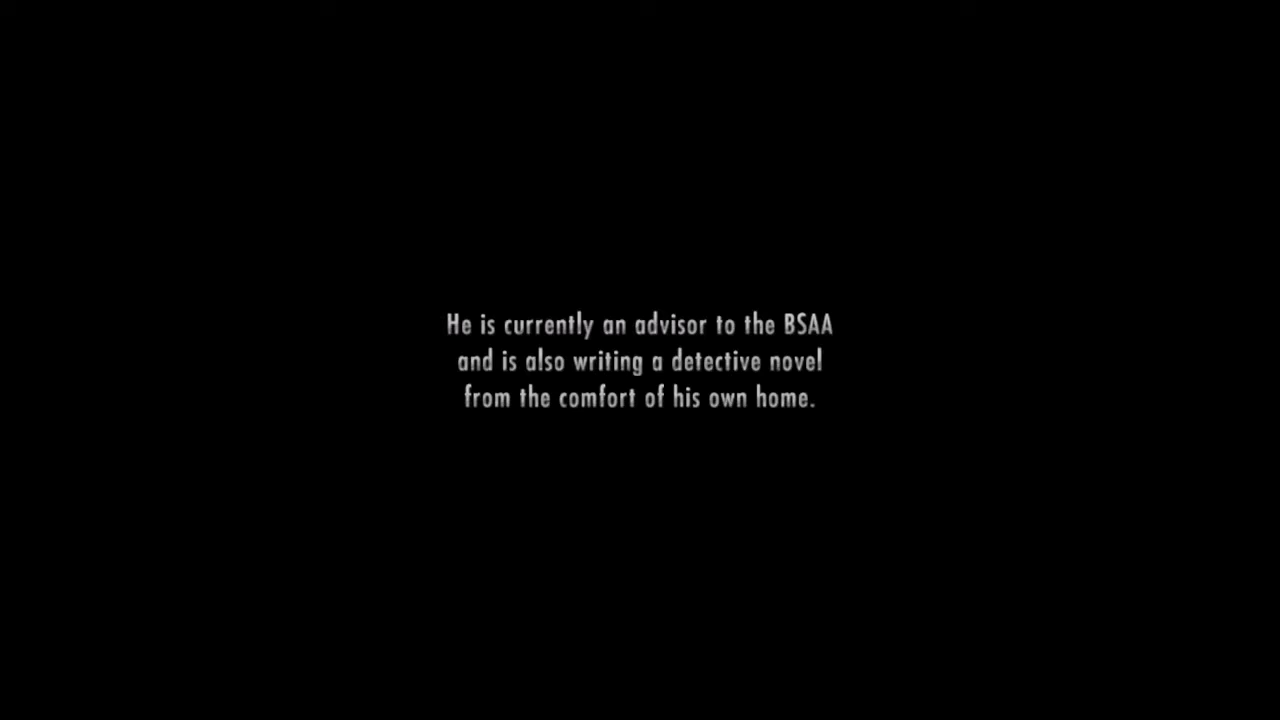 He is currently an advisor to the BSAA
and is also writing a detective novel
from the comfort of his own home.